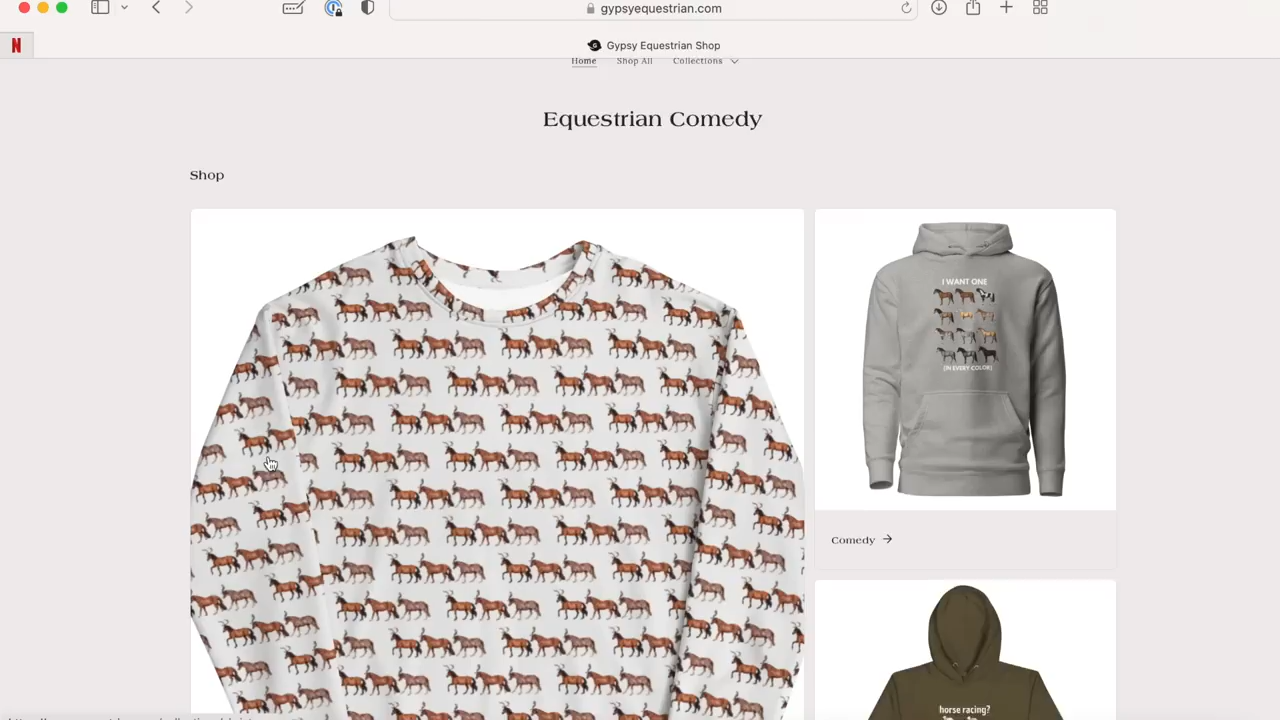 gypsyequestrian.com
N
Gypsy Equestrian Shop
Home Shop All Collections
Equestrian Comedy
Shop
I WANT ONE
(IN EVERY COLOR)
Comedy →
horse racing?